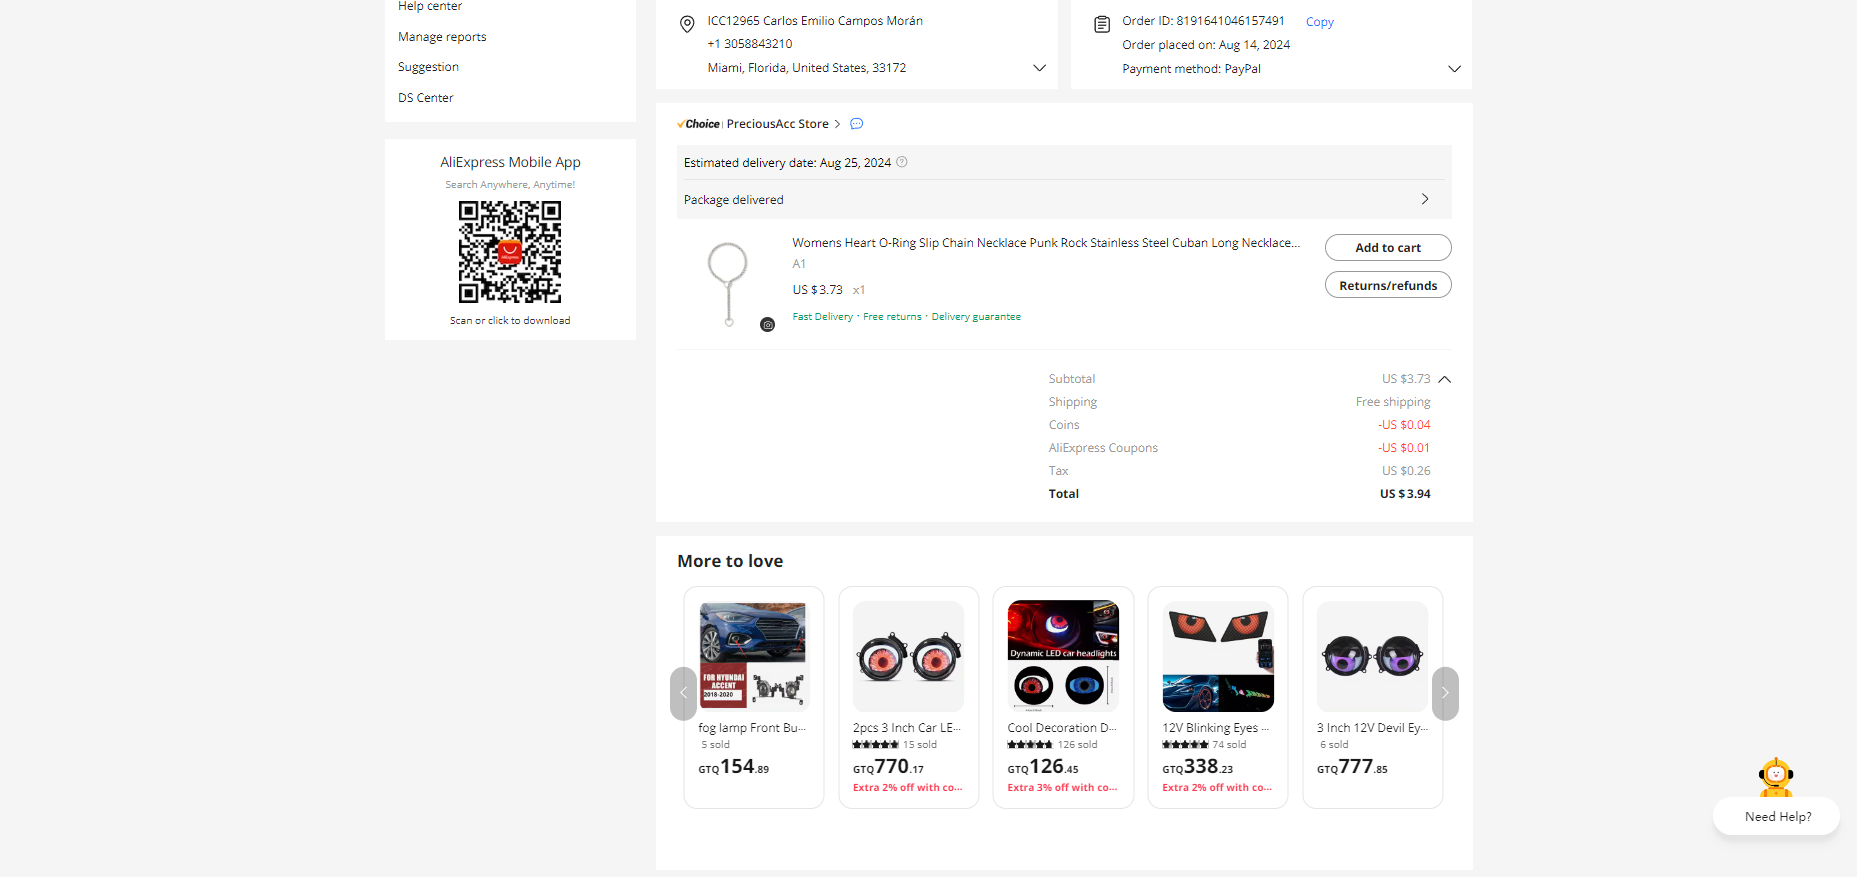 Help center
Manage reports
Suggestion
DS Center
AliExpress Mobile App
Search Anywhere, Anytime!
AliExpress
Scan or click to download
ICC12965 Carlos Emilio Campos Morán
+1 3058843210
Miami, Florida, United States, 33172
Order ID: 8191641046157491 Copy
Order placed on: Aug 14, 2024
Payment method: PayPal
Choice PreciousAcc Store
Estimated delivery date: Aug 25, 2024
Package delivered
Womens Heart O-Ring Slip Chain Necklace Punk Rock Stainless Steel Cuban Long Necklace...
A1
US $3.73 x1
Fast Delivery · Free returns · Delivery guarantee
Add to cart
Returns/refunds
Subtotal US $3.73
Shipping Free shipping
Coins -US $0.04
AliExpress Coupons -US $0.01
Tax US $0.26
Total US $3.94
More to love
FOR HYUNDAI
ACCENT
2018-2020
fog lamp Front Bu...
5 sold
GTQ154.89
2pcs 3 Inch Car LE...
15 sold
GTQ770.17
Extra 2% off with co...
Dynamic LED car headlights
Cool Decoration D...
126 sold
GTQ126.45
Extra 3% off with co...
12V Blinking Eyes ...
74 sold
GTQ338.23
Extra 2% off with co...
3 Inch 12V Devil Ey...
6 sold
GTQ777.85
Need Help?